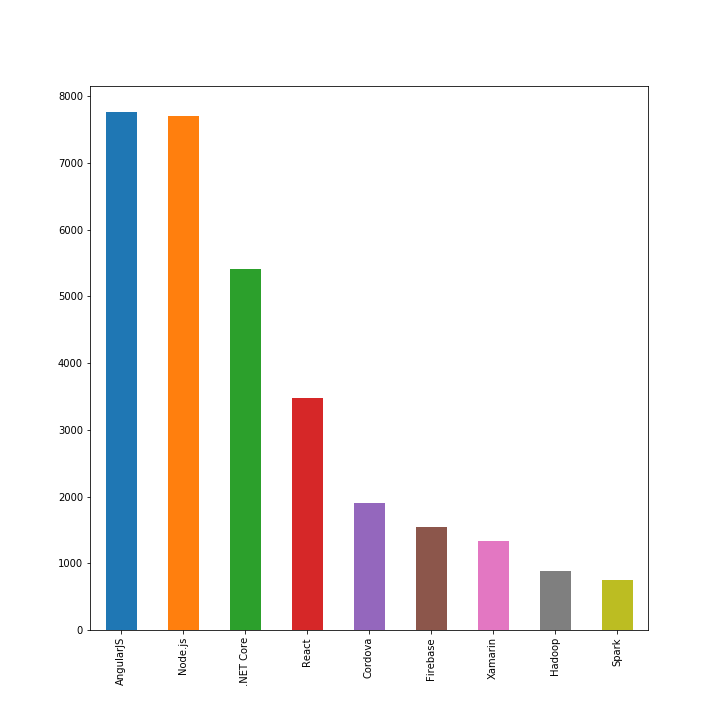 8000
7000
6000
5000
4000
3000
2000
1000
0
AngularJS
Node.js
.NET Core
React
Cordova
Firebase
Xamarin
Hadoop
Spark